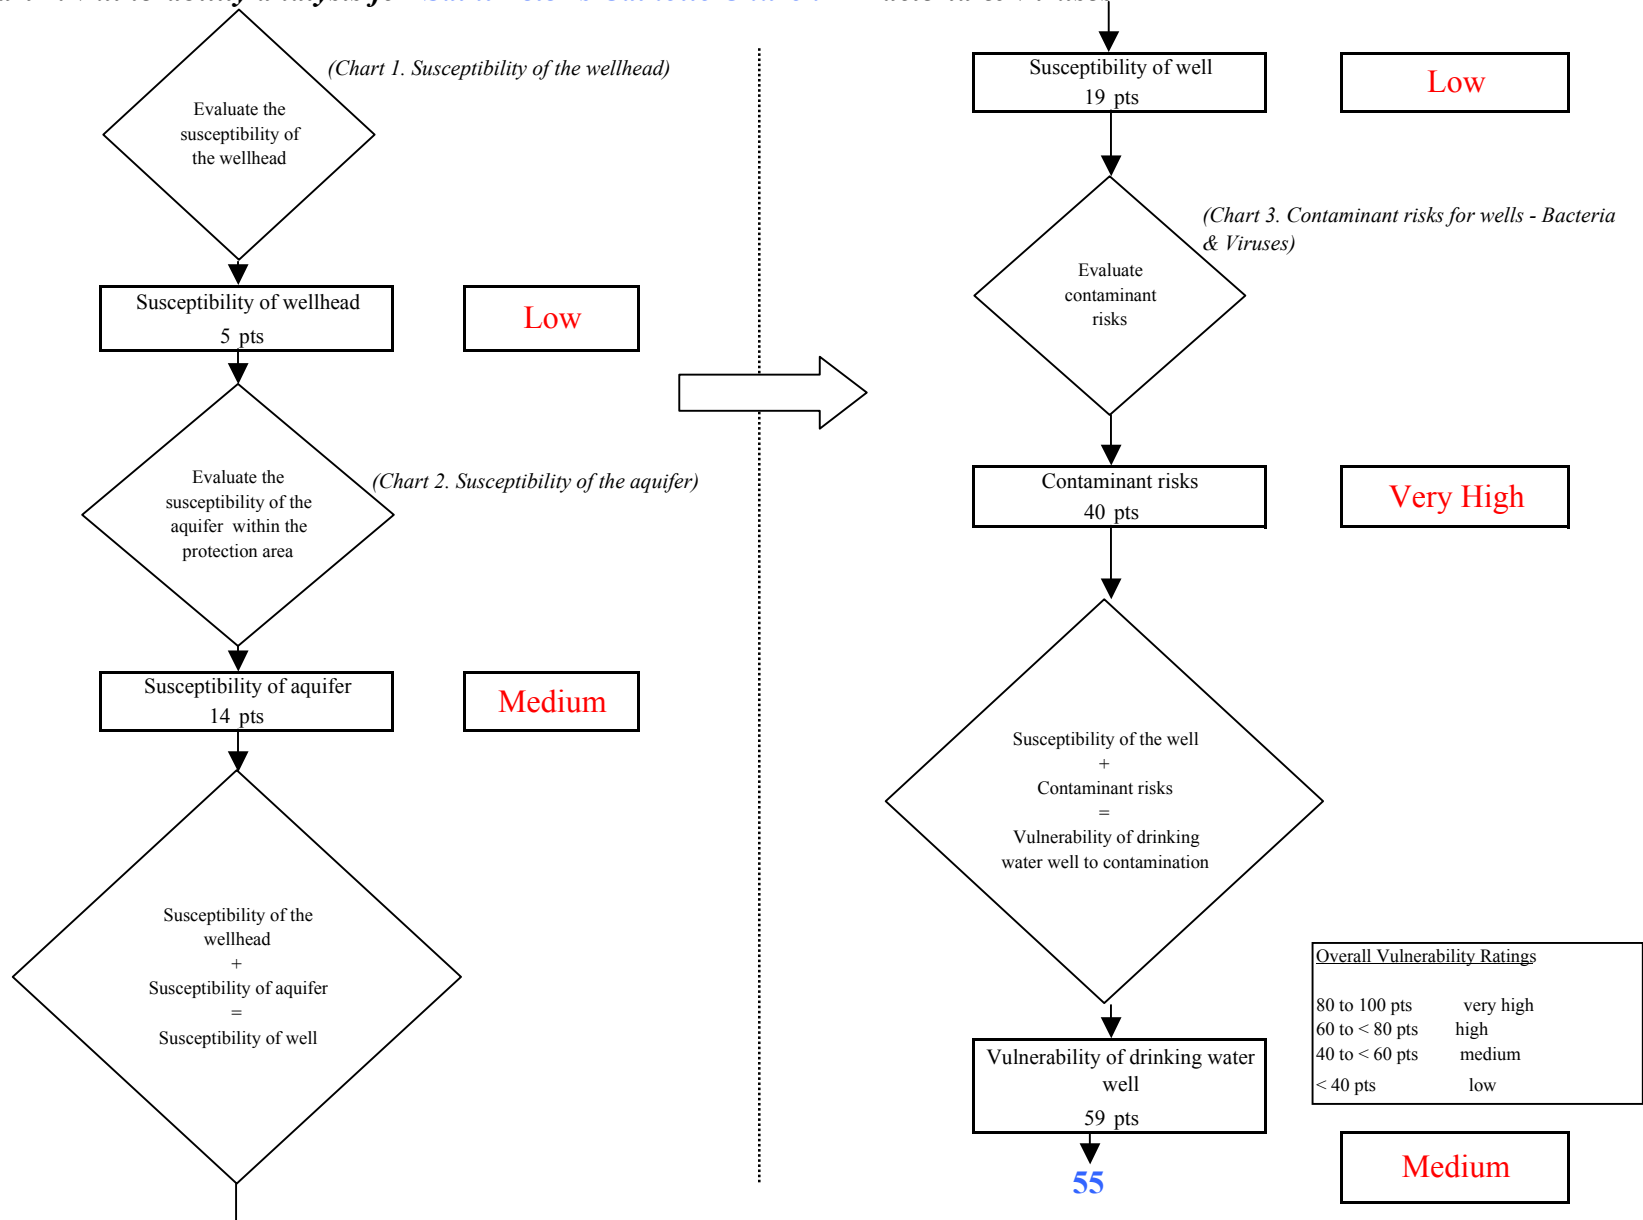 (Chart 1. Susceptibility of the wellhead)
Evaluate the
susceptibility of
the wellhead
Susceptibility of wellhead
5 pts
Low
Evaluate the
susceptibility of the
aquifer within the
protection area
(Chart 2. Susceptibility of the aquifer)
Susceptibility of aquifer
14 pts
Medium
Susceptibility of the
wellhead
+
Susceptibility of aquifer
=
Susceptibility of well
Susceptibility of well
19 pts
Low
(Chart 3. Contaminant risks for wells - Bacteria
& Viruses)
Evaluate
contaminant
risks
Contaminant risks
40 pts
Very High
Susceptibility of the well
+
Contaminant risks
=
Vulnerability of drinking
water well to contamination
Overall Vulnerability Ratings
80 to 100 pts very high
60 to < 80 pts high
40 to < 60 pts medium
< 40 pts low
Vulnerability of drinking water
well
59 pts
55
Medium